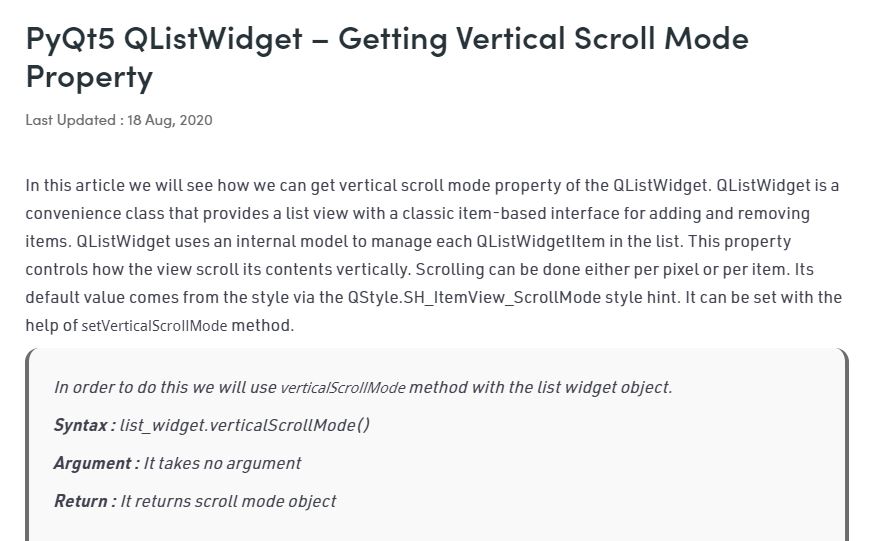 PyQt5 QListWidget – Getting Vertical Scroll Mode
Property
Last Updated : 18 Aug, 2020
In this article we will see how we can get vertical scroll mode property of the QListWidget. QListWidget is a
convenience class that provides a list view with a classic item-based interface for adding and removing
items. QListWidget uses an internal model to manage each QListWidgetItem in the list. This property
controls how the view scroll its contents vertically. Scrolling can be done either per pixel or per item. Its
default value comes from the style via the QStyle.SH_ItemView_ScrollMode style hint. It can be set with the
help of setVerticalScrollMode method.
In order to do this we will use verticalScrollMode method with the list widget object.
Syntax : list_widget.verticalScrollMode()
Argument : It takes no argument
Return : It returns scroll mode object